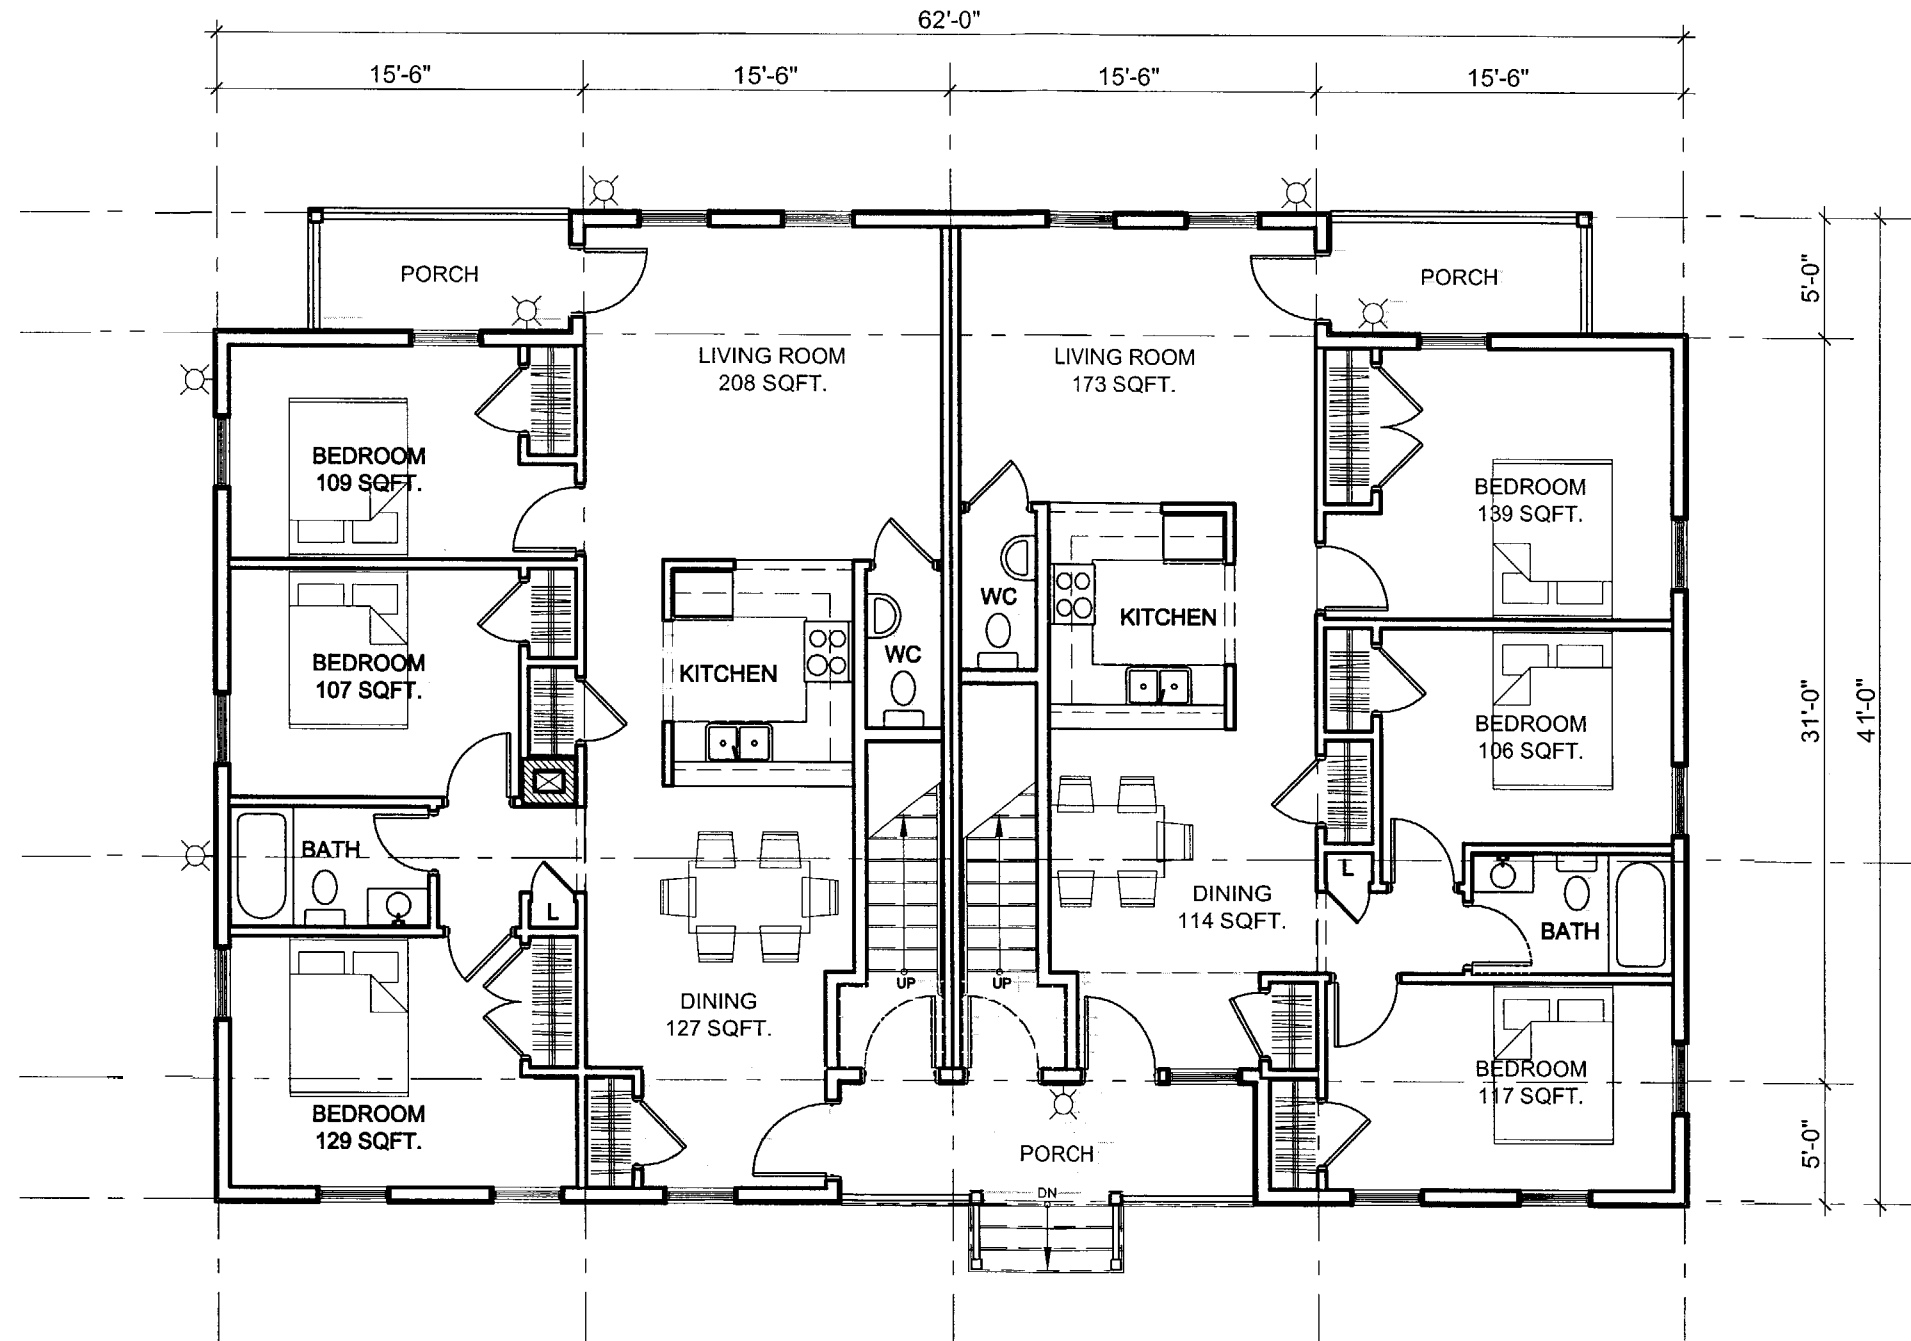 62'-0"
15'-6"
15'-6"
15'-6"
15'-6"
PORCH
PORCH
5'-0"
LIVING ROOM
208 SQFT.
LIVING ROOM
173 SQFT.
BEDROOM
109 SQFT.
BEDROOM
139 SQFT.
WC
KITCHEN
BEDROOM
107 SQFT.
KITCHEN
WC
BEDROOM
106 SQFT.
31'-0"
41'-0"
BATH
L
L
DINING
114 SQFT.
BATH
UP
UP
DINING
127 SQFT.
BEDROOM
117 SQFT.
BEDROOM
129 SQFT.
PORCH
5'-0"
DN